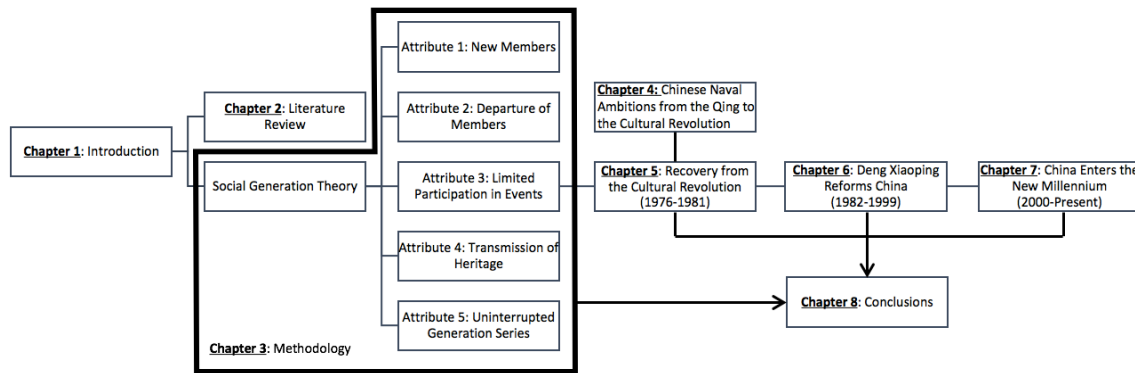 Chapter 1: Introduction
Chapter 2: Literature
Review
Social Generation Theory
Chapter 3: Methodology
Attribute 1: New Members
Attribute 2: Departure of
Members
Attribute 3: Limited
Participation in Events
Attribute 4: Transmission of
Heritage
Attribute 5: Uninterrupted
Generation Series
Chapter 4: Chinese Naval
Ambitions from the Qing to
the Cultural Revolution
Chapter 5: Recovery from
the Cultural Revolution
(1976-1981)
Chapter 6: Deng Xiaoping
Reforms China
(1982-1999)
Chapter 7: China Enters the
New Millennium
(2000-Present)
Chapter 8: Conclusions